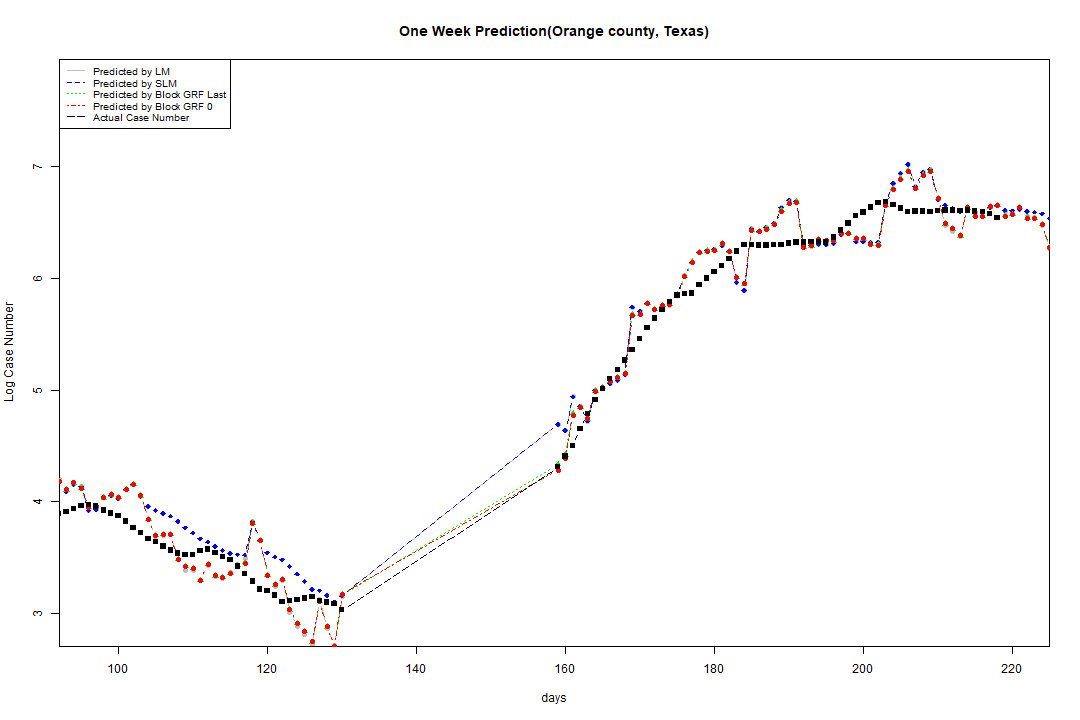 One Week Prediction(Orange county, Texas)
Predicted by LM
Predicted by SLM
Predicted by Block GRF Last
Predicted by Block GRF 0
Actual Case Number
7
6
5
4
3
Log Case Number
100 120 140 160 180 200 220
days